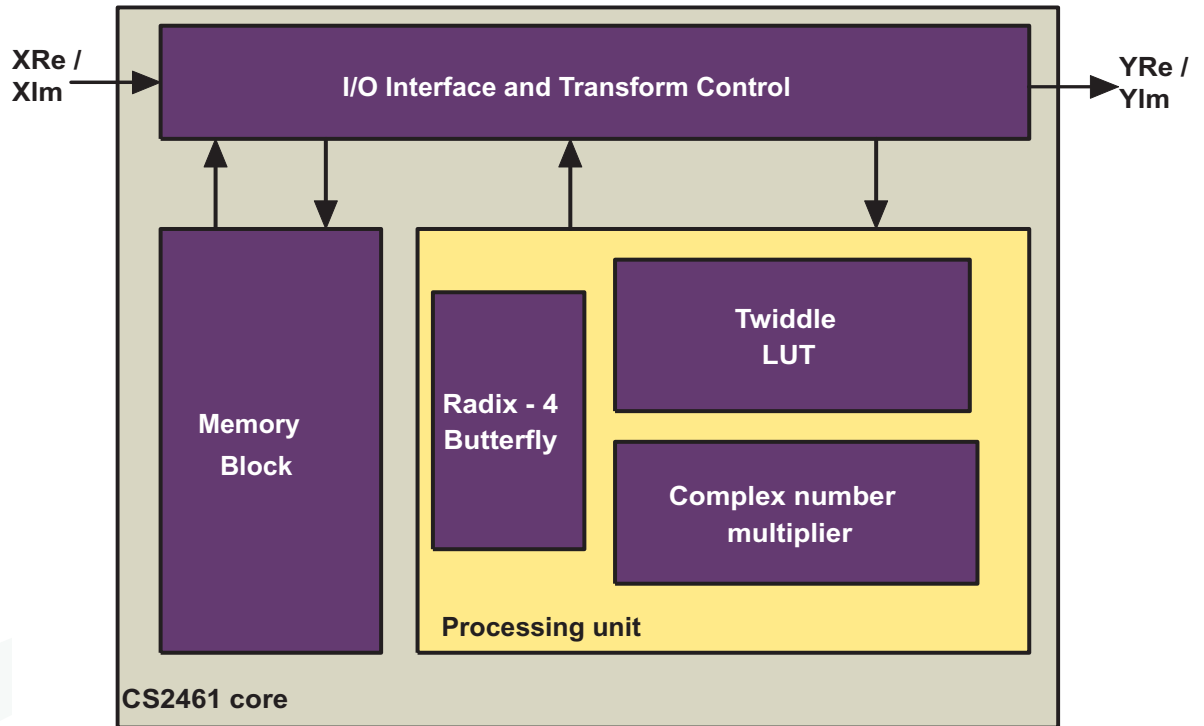 XRe /
XIm
I/O Interface and Transform Control
YRe /
YIm
Memory
Block
Radix - 4
Butterfly
Twiddle
LUT
Complex number
multiplier
Processing unit
CS2461 core